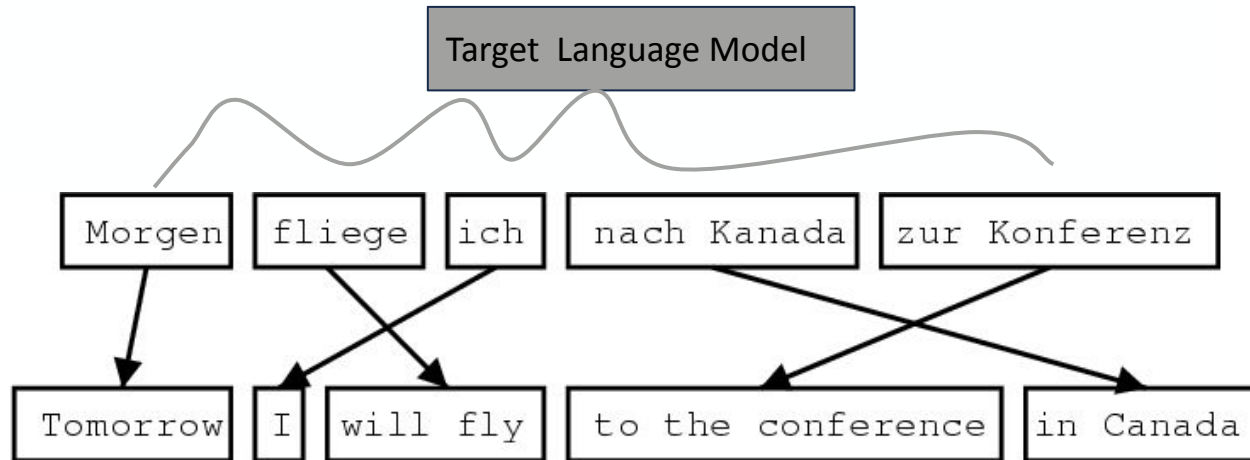 Target Language Model
Morgen fliege ich nach Kanada zur Konferenz
Tomorrow I will fly to the conference in Canada